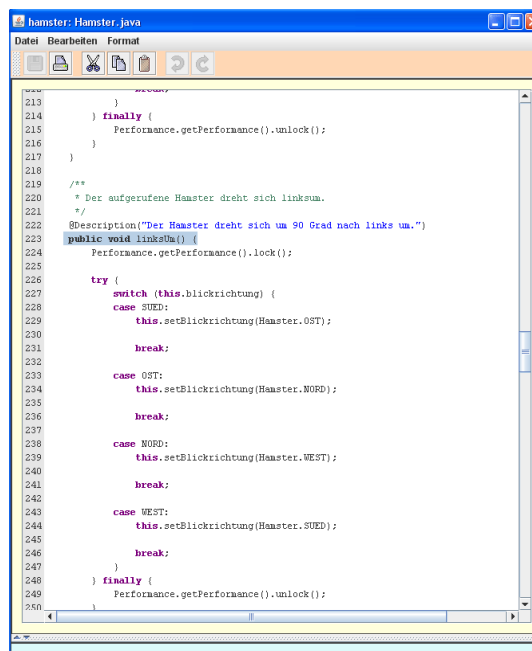 hamster: Hamster.java
Datei Bearbeiten Format
212 break;
213 }
214 } finally {
215 Performance.getPerformance().unlock();
216 }
217 }
218
219 /**
220 * Der aufgerufene Hamster dreht sich linksum.
221 */
222 @Description("Der Hamster dreht sich um 90 Grad nach links um.")
223 public void linksUm() {
224 Performance.getPerformance().lock();
225
226 try {
227 switch (this.blickrichtung) {
228 case SUED:
229 this.setBlickrichtung(Hamster.OST);
230
231 break;
232
233 case OST:
234 this.setBlickrichtung(Hamster.NORD);
235
236 break;
237
238 case NORD:
239 this.setBlickrichtung(Hamster.WEST);
240
241 break;
242
243 case WEST:
244 this.setBlickrichtung(Hamster.SUED);
245
246 break;
247 }
248 } finally {
249 Performance.getPerformance().unlock();
250 }